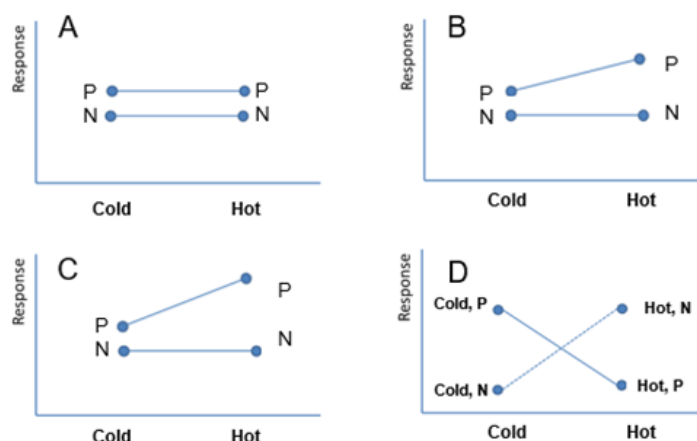 A
Response
P P
N N
Cold Hot
B
Response
P P
N N
Cold Hot
C
Response
P P
N N
Cold Hot
D
Response
Cold, P Hot, N
Cold, N Hot, P
Cold Hot